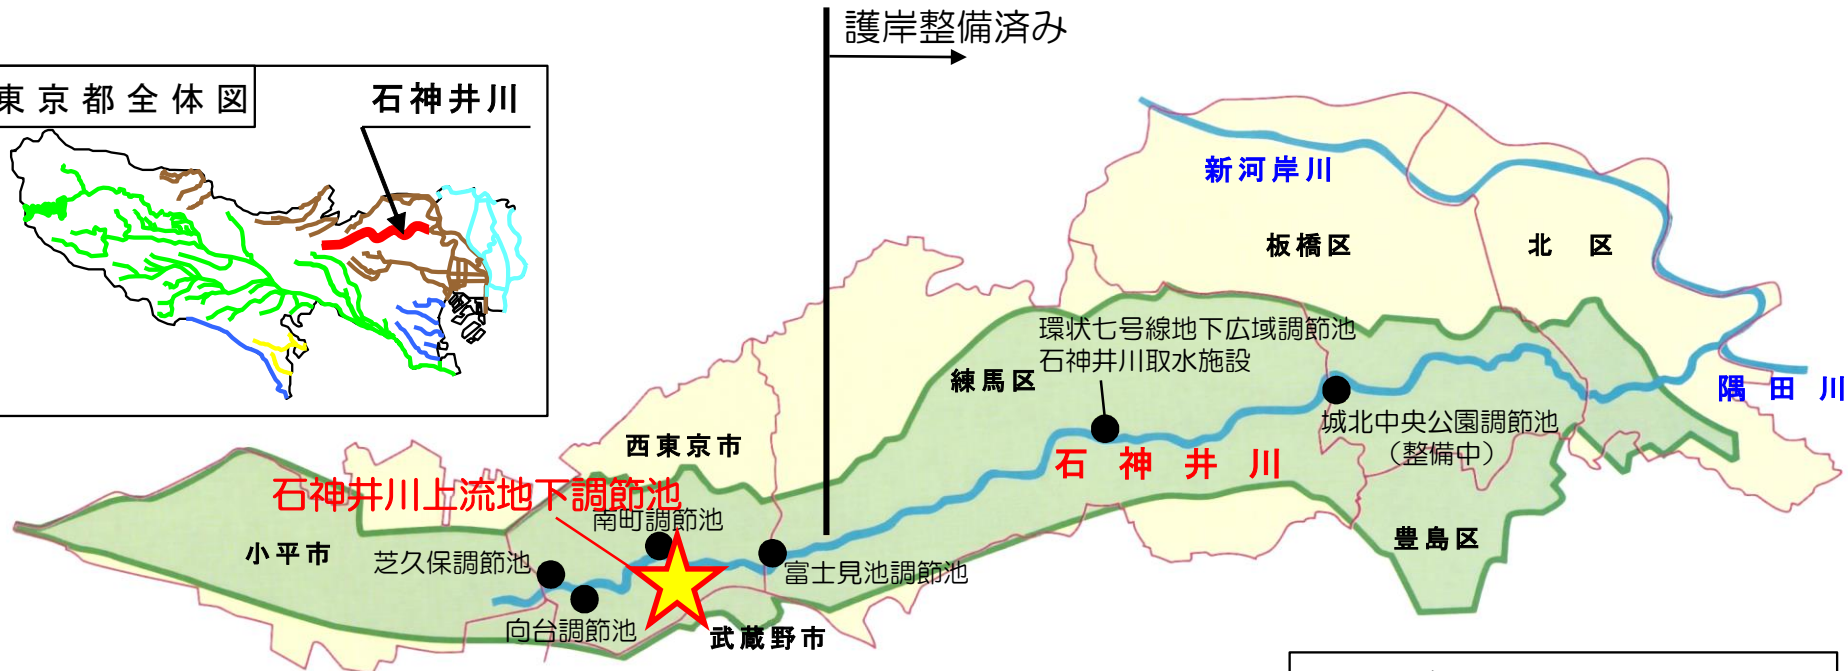 護岸整備済み
東京都全体図
石神井川
新河岸川
板橋区
北区
環状七号線地下広域調節池
石神井川取水施設
練馬区
隅田川
城北中央公園調節池
（整備中）
西東京市
石神井川
石神井川上流地下調節池
南町調節池
豊島区
小平市
芝久保調節池
富士見池調節池
向台調節池
武蔵野市